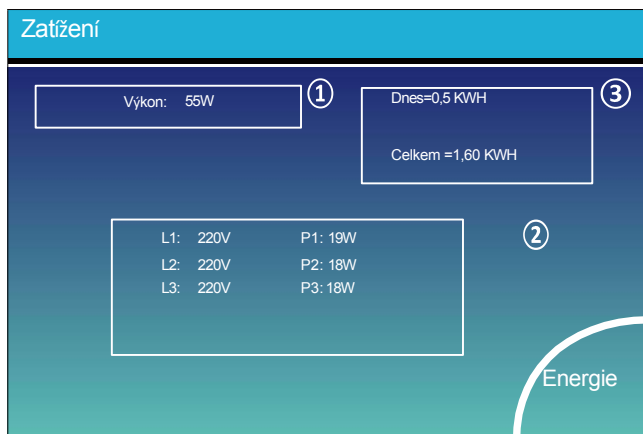 Zatížení
Výkon: 55W
①
Dnes=0,5 KWH
③
Celkem =1,60 KWH
L1: 220V P1: 19W
②
L2: 220V P2: 18W
L3: 220V P3: 18W
Energie